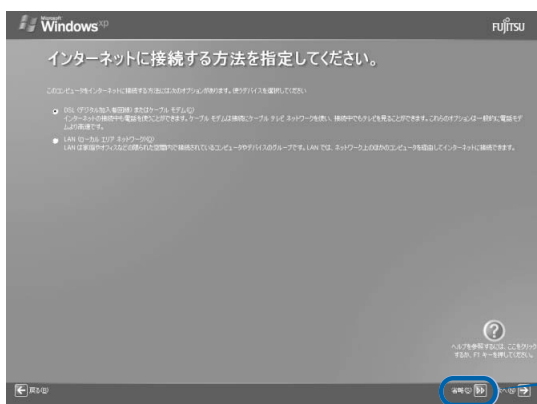 Microsoft
Windows xp
FUJITSU
インターネットに接続する方法を指定してください。
このコンピュータをインターネットに接続する方法には次のオプションがあります。使うデバイスを選択してください
DSL (デジタル加入者回線) またはケーブル モデム(D)
インターネットの接続中も電話を使うことができます。ケーブル モデムは接続にケーブル テレビ ネットワークを使い、接続中でもテレビを見ることができます。これらのオプションは一般的に電話モデ
ムより高速です。
LAN (ローカル エリア ネットワーク)(L)
LAN は家庭やオフィスなどの限られた空間内で接続されているコンピュータやデバイスのグループです。LAN では、ネットワーク上のほかのコンピュータを経由してインターネットに接続できます。
ヘルプを参照するには、ここをクリック
するか、F1 キーを押してください。
戻る(B)
省略(S)
次へ(N)